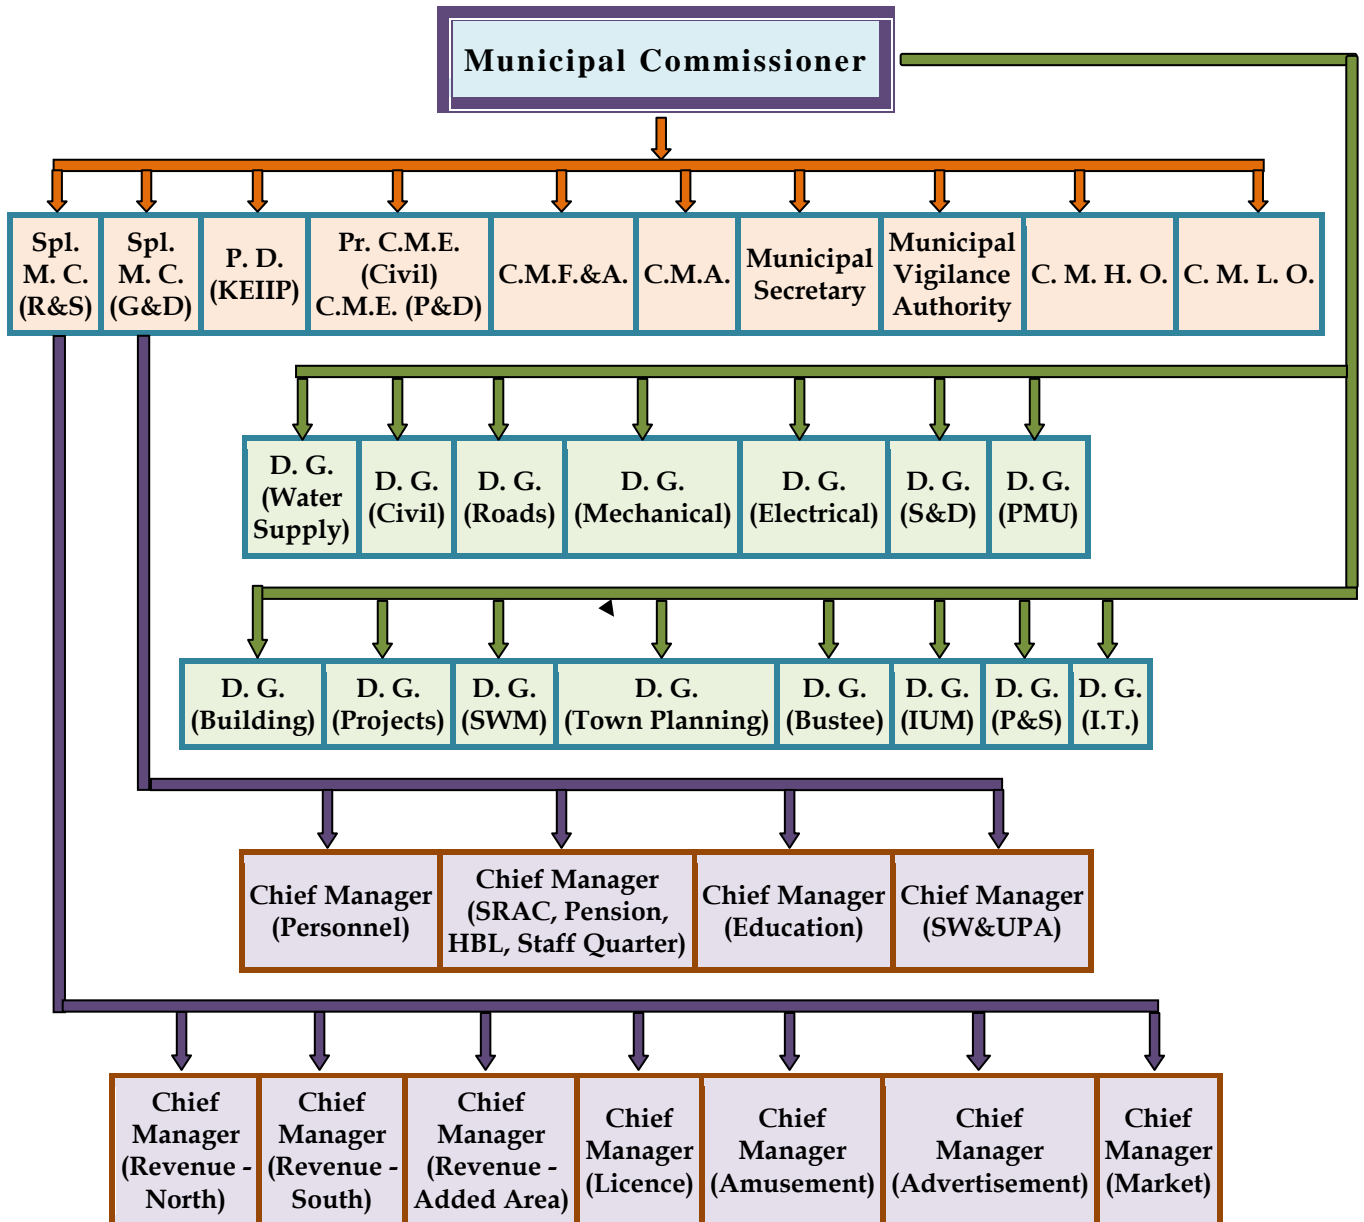 Municipal Commissioner
Spl.
M. C.
(R&S)
Spl.
M. C.
(G&D)
P. D.
(KEIIP)
Pr. C.M.E.
(Civil)
C.M.E. (P&D)
C.M.F.&A.
C.M.A.
Municipal
Secretary
Municipal
Vigilance
Authority
C. M. H. O.
C. M. L. O.
D. G.
(Water
Supply)
D. G.
(Civil)
D. G.
(Roads)
D. G.
(Mechanical)
D. G.
(Electrical)
D. G.
(S&D)
D. G.
(PMU)
D. G.
(Building)
D. G.
(Projects)
D. G.
(SWM)
D. G.
(Town Planning)
D. G.
(Bustee)
D. G.
(IUM)
D. G.
(P&S)
D. G.
(I.T.)
Chief Manager
(Personnel)
Chief Manager
(SRAC, Pension,
HBL, Staff Quarter)
Chief Manager
(Education)
Chief Manager
(SW&UPA)
Chief
Manager
(Revenue -
North)
Chief
Manager
(Revenue -
South)
Chief
Manager
(Revenue -
Added Area)
Chief
Manager
(Licence)
Chief
Manager
(Amusement)
Chief
Manager
(Advertisement)
Chief
Manager
(Market)